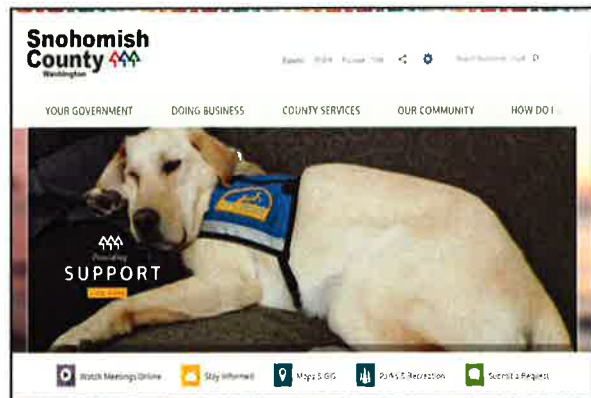 Snohomish
County
Washington
YOUR GOVERNMENT DOING BUSINESS COUNTY SERVICES OUR COMMUNITY HOW DO I ...
Providing
SUPPORT
Watch Meetings Online Stay Informed Maps & GIS Parks & Recreation Submit a Request